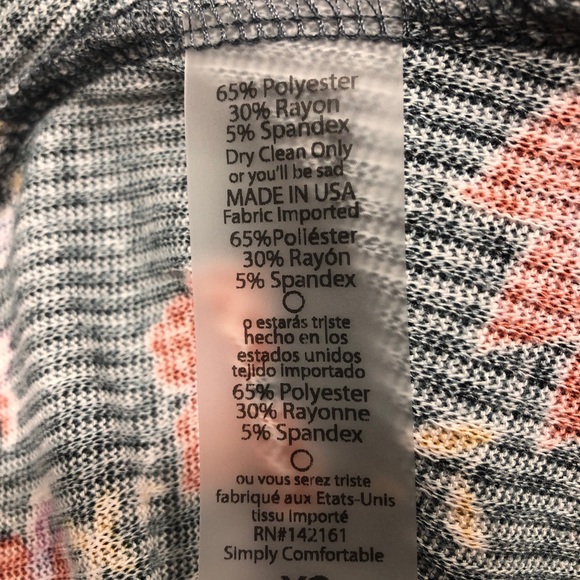 65% Polyester
30% Rayon
5% Spandex
Dry Clean Only
or you'll be sad
MADE IN USA
Fabric Imported
65%Poliéster
30% Rayón
5% Spandex
o estarás triste
hecho en los
estados unidos
tejido importado
65% Polyester
30% Rayonne
5% Spandex
ou vous serez triste
fabriqué aux Etats-Unis
tissu importé
RN#142161
Simply Comfortable